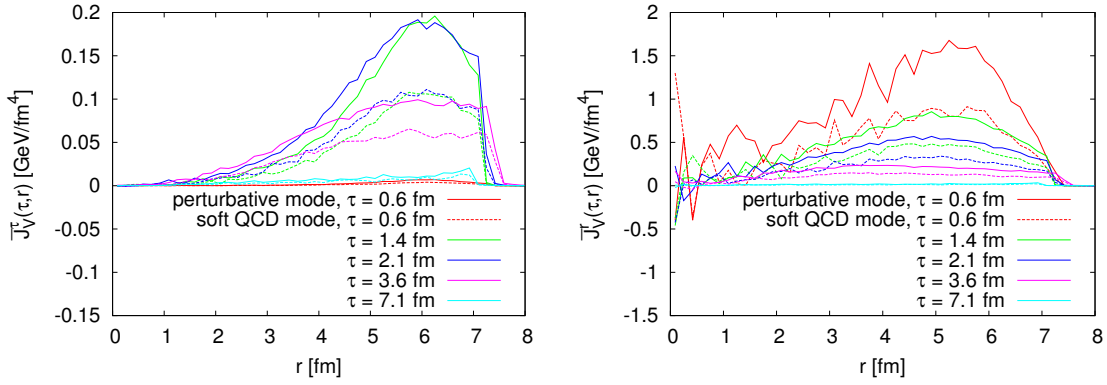 0.2
0.15
0.1
0.05
0
-0.05
-0.1
-0.15
J̅ᵀ_V(τ,r) [GeV/fm⁴]
perturbative mode, τ = 0.6 fm
soft QCD mode, τ = 0.6 fm
τ = 1.4 fm
τ = 2.1 fm
τ = 3.6 fm
τ = 7.1 fm
0 1 2 3 4 5 6 7 8
r [fm]
2
1.5
1
0.5
0
-0.5
-1
-1.5
J̅ʳ_V(τ,r) [GeV/fm⁴]
perturbative mode, τ = 0.6 fm
soft QCD mode, τ = 0.6 fm
τ = 1.4 fm
τ = 2.1 fm
τ = 3.6 fm
τ = 7.1 fm
0 1 2 3 4 5 6 7 8
r [fm]